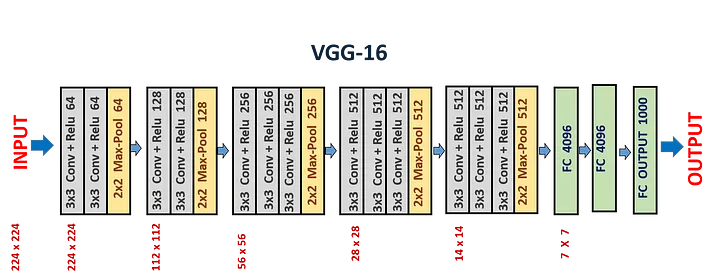 VGG-16
INPUT
3x3 Conv + Relu 64
3x3 Conv + Relu 64
2x2 Max-Pool 64
3x3 Conv + Relu 128
3x3 Conv + Relu 128
2x2 Max-Pool 128
3x3 Conv + Relu 256
3x3 Conv + Relu 256
3x3 Conv + Relu 256
2x2 Max-Pool 256
3x3 Conv + Relu 512
3x3 Conv + Relu 512
3x3 Conv + Relu 512
2x2 Max-Pool 512
3x3 Conv + Relu 512
3x3 Conv + Relu 512
3x3 Conv + Relu 512
2x2 Max-Pool 512
FC 4096
FC 4096
FC OUTPUT 1000
OUTPUT
224 x 224
224 x 224
112 x 112
56 x 56
28 x 28
14 x 14
7 X 7